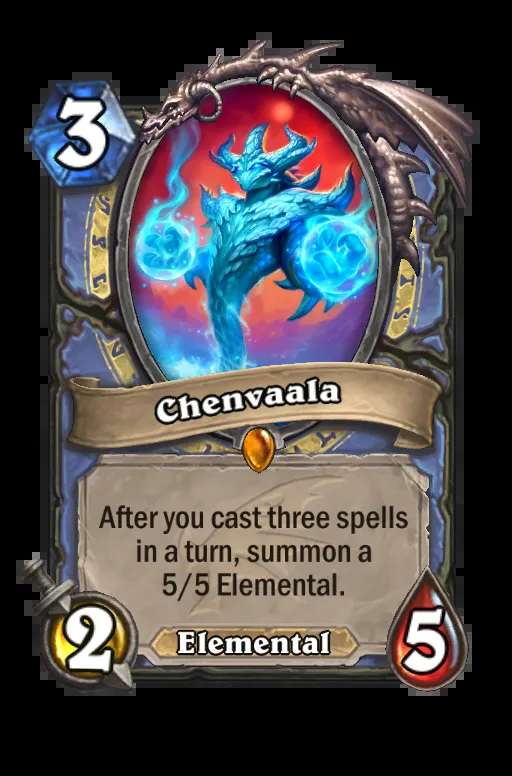 3
Chenvaala
After you cast three spells
in a turn, summon a
5/5 Elemental.
2
Elemental
5